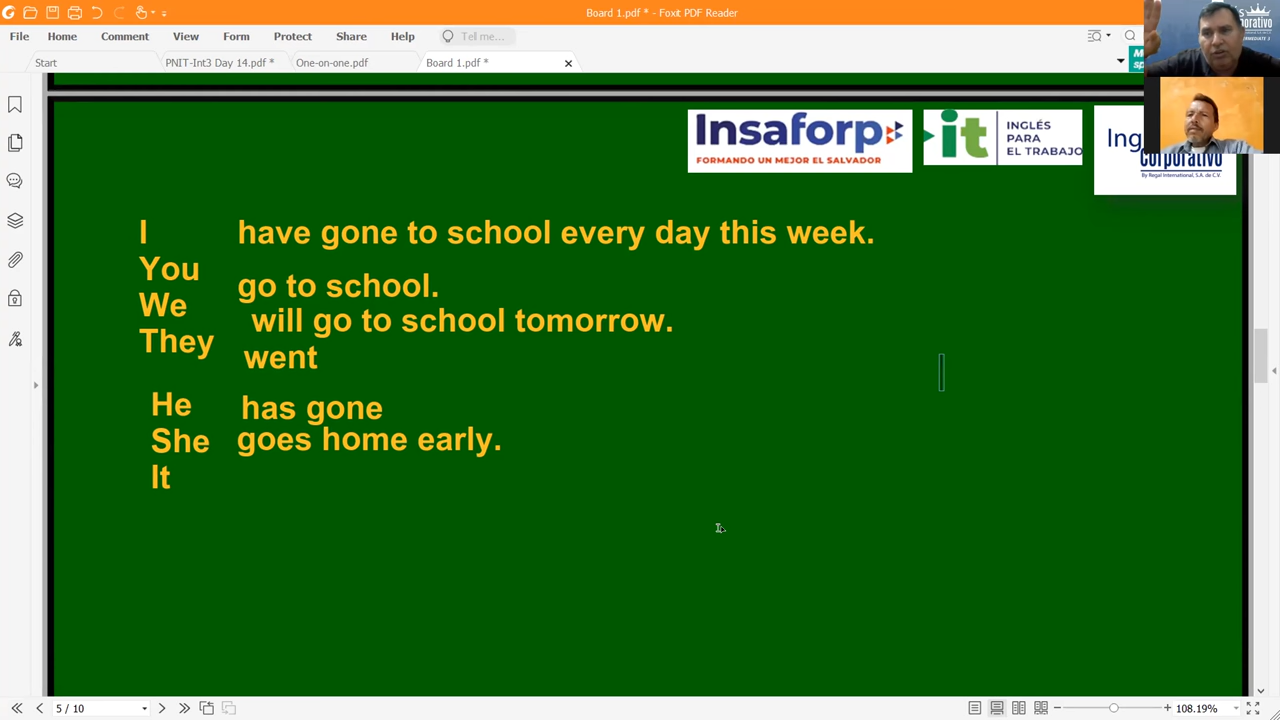 Board 1.pdf * - Foxit PDF Reader
File Home Comment View Form Protect Share Help Tell me...
Start PNIT-Int3 Day 14.pdf * One-on-one.pdf Board 1.pdf *
Insaforp
FORMANDO UN MEJOR EL SALVADOR
it
INGLÉS
PARA
EL TRABAJO
Corporativo
By Regal International, S.A. de C.V.
I have gone to school every day this week.
You
go to school.
We
will go to school tomorrow.
They
went
He has gone
She goes home early.
It
5 / 10
108.19%